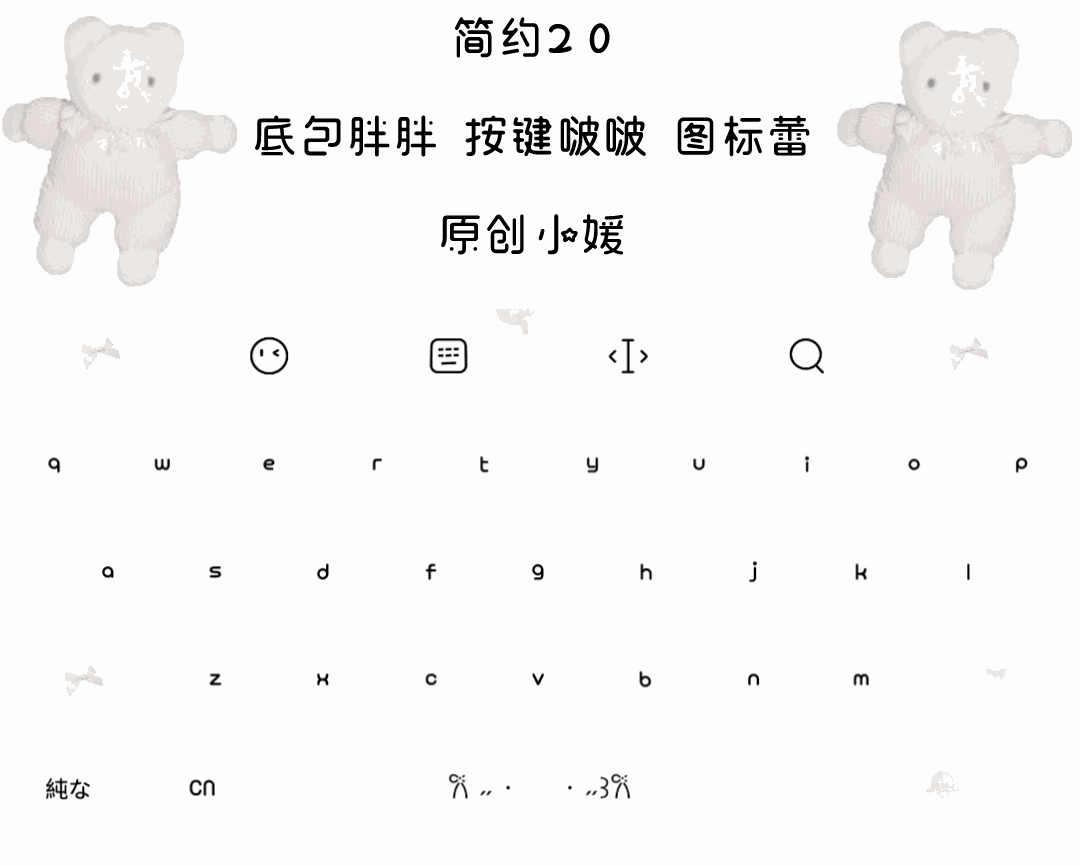 简约20
底包胖胖 按键啵啵 图标蕾
原创小媛
q w e r t y u i o p
a s d f g h j k l
z x c v b n m
純な cn